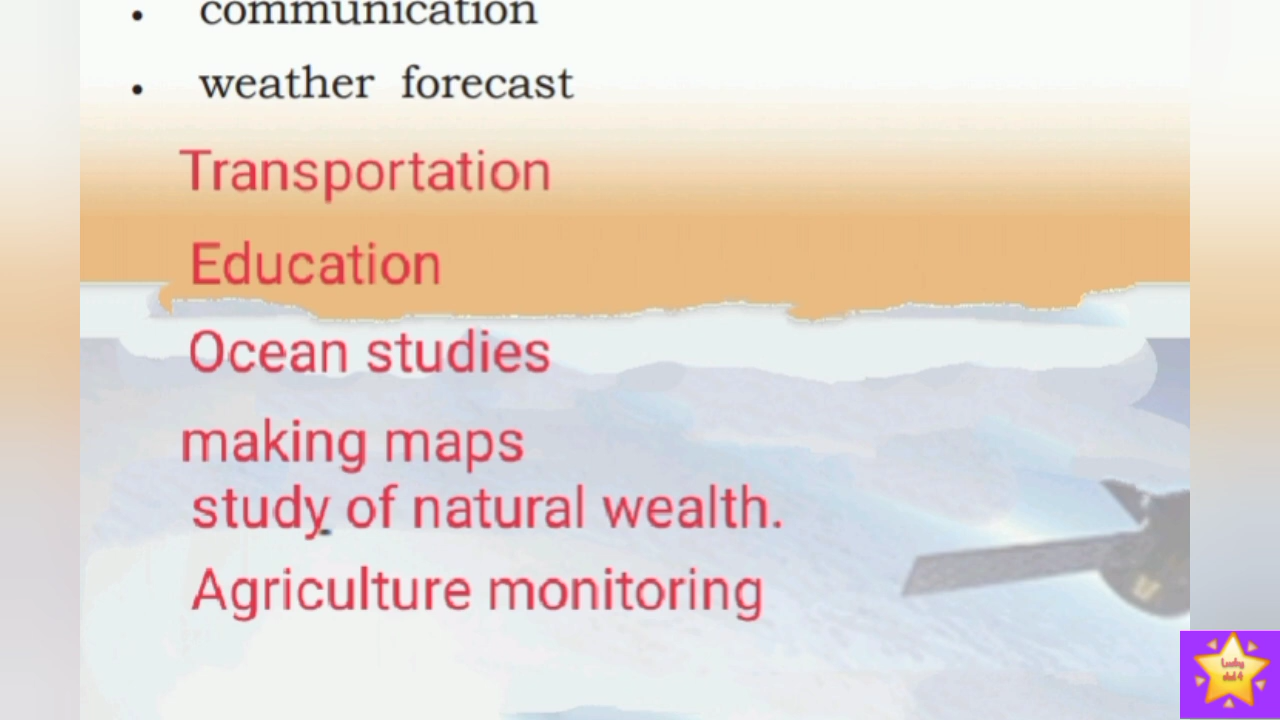 • communication
• weather forecast
Transportation
Education
Ocean studies
making maps
study of natural wealth.
Agriculture monitoring